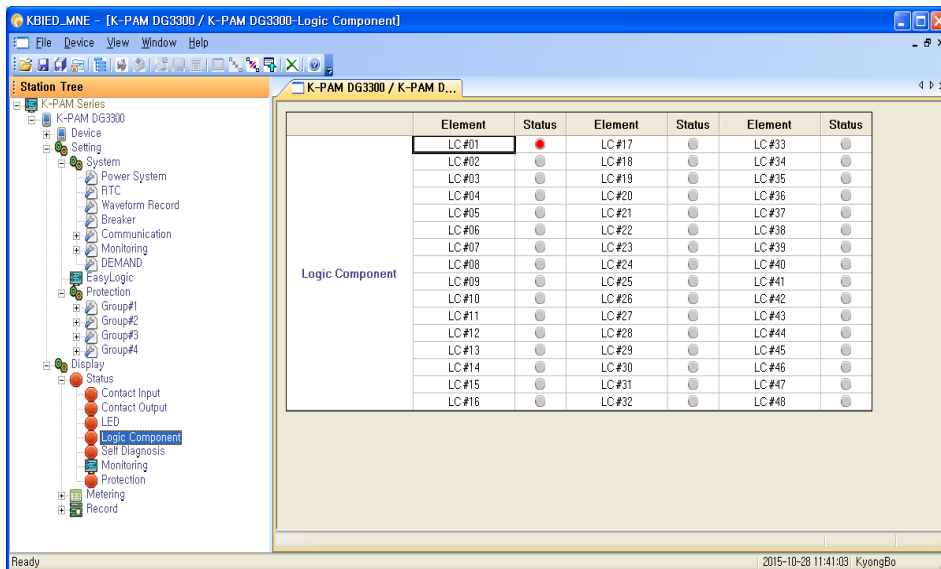 KBIED_MNE - [K-PAM DG3300 / K-PAM DG3300-Logic Component]
File Device View Window Help
Station Tree
K-PAM Series
K-PAM DG3300
Device
Setting
System
Power System
RTC
Waveform Record
Breaker
Communication
Monitoring
DEMAND
EasyLogic
Protection
Group#1
Group#2
Group#3
Group#4
Display
Status
Contact Input
Contact Output
LED
Logic Component
Self Diagnosis
Monitoring
Protection
Metering
Record
K-PAM DG3300 / K-PAM D...
Element Status Element Status Element Status
Logic Component
LC#01 LC#17 LC#33
LC#02 LC#18 LC#34
LC#03 LC#19 LC#35
LC#04 LC#20 LC#36
LC#05 LC#21 LC#37
LC#06 LC#22 LC#38
LC#07 LC#23 LC#39
LC#08 LC#24 LC#40
LC#09 LC#25 LC#41
LC#10 LC#26 LC#42
LC#11 LC#27 LC#43
LC#12 LC#28 LC#44
LC#13 LC#29 LC#45
LC#14 LC#30 LC#46
LC#15 LC#31 LC#47
LC#16 LC#32 LC#48
Ready
2015-10-28 11:41:03 KyongBo